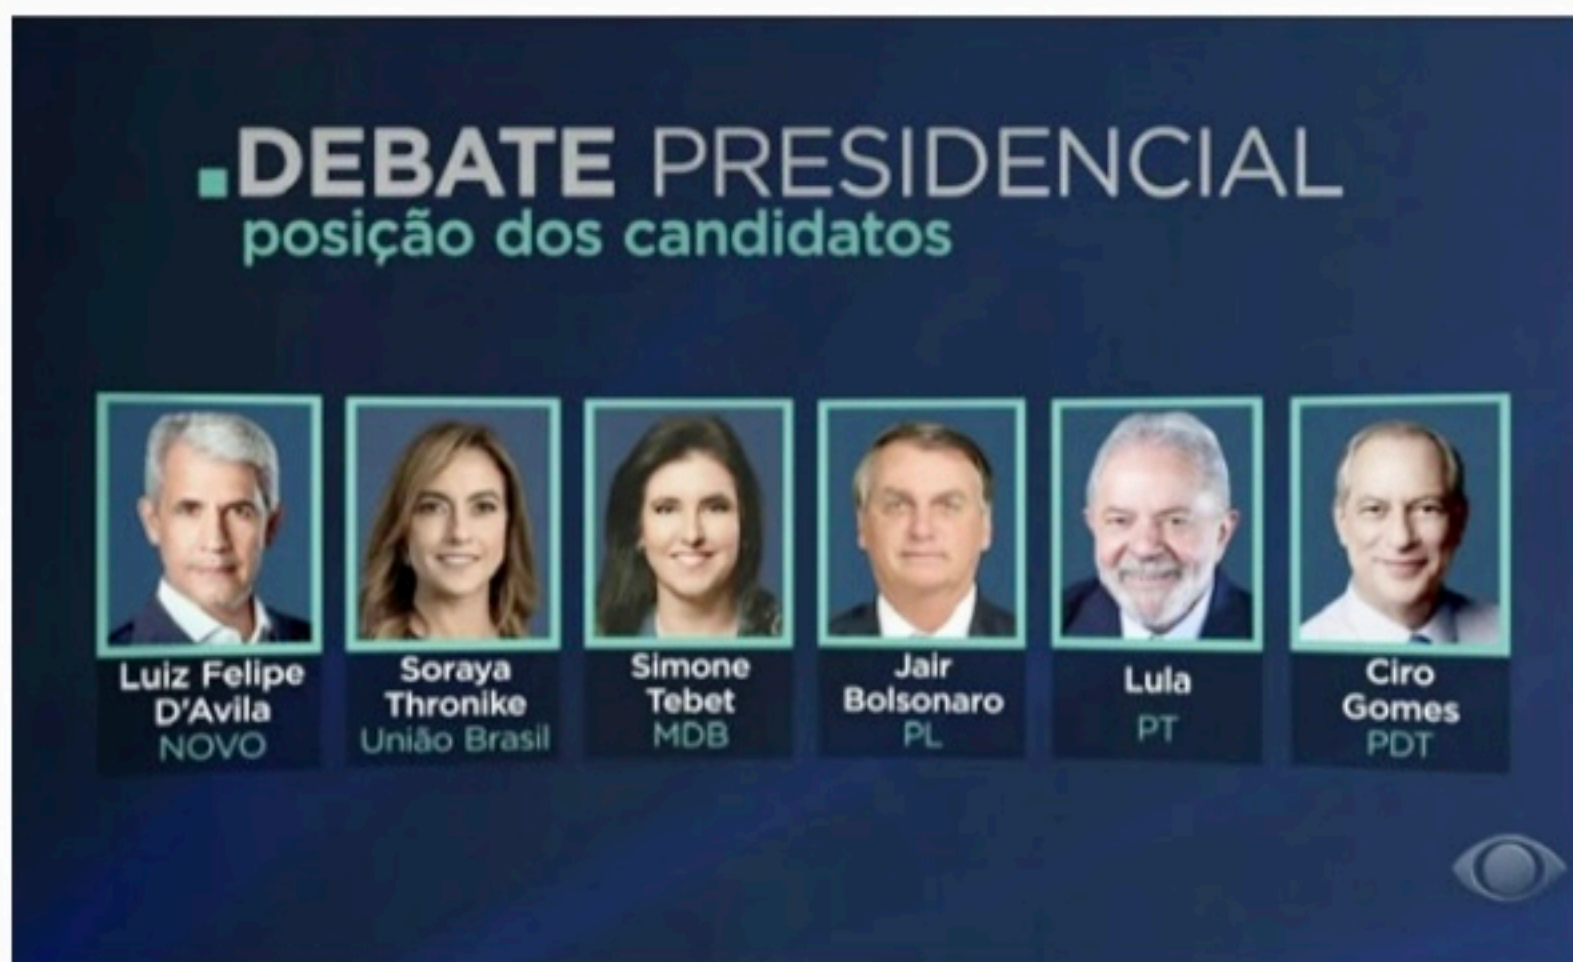 .DEBATE PRESIDENCIAL
posição dos candidatos
Luiz Felipe
D'Avila
NOVO
Soraya
Thronike
União Brasil
Simone
Tebet
MDB
Jair
Bolsonaro
PL
Lula
PT
Ciro
Gomes
PDT